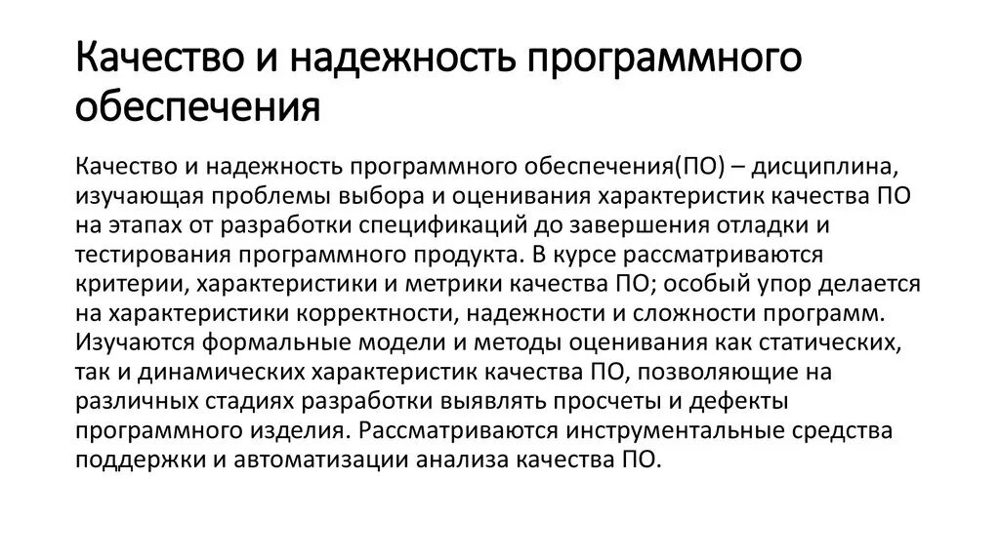 Качество и надежность программного
обеспечения
Качество и надежность программного обеспечения(ПО) – дисциплина,
изучающая проблемы выбора и оценивания характеристик качества ПО
на этапах от разработки спецификаций до завершения отладки и
тестирования программного продукта. В курсе рассматриваются
критерии, характеристики и метрики качества ПО; особый упор делается
на характеристики корректности, надежности и сложности программ.
Изучаются формальные модели и методы оценивания как статических,
так и динамических характеристик качества ПО, позволяющие на
различных стадиях разработки выявлять просчеты и дефекты
программного изделия. Рассматриваются инструментальные средства
поддержки и автоматизации анализа качества ПО.